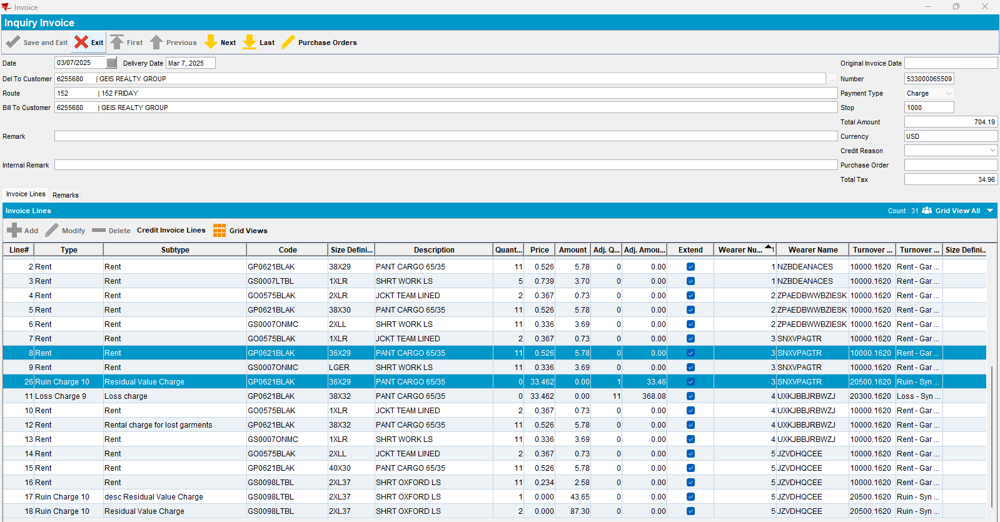 Invoice
Inquiry Invoice
Save and Exit Exit First Previous Next Last Purchase Orders
Date 03/07/2025 16 Delivery Date Mar 7, 2025 Original Invoice Date
Del To Customer 6255680 | GEIS REALTY GROUP ... Number 533000065509
Route 152 | 152 FRIDAY Payment Type Charge
Bill To Customer 6255680 | GEIS REALTY GROUP Stop 1000
Total Amount 704.19
Remark Currency USD
Credit Reason
Internal Remark Purchase Order
Total Tax 34.96
Invoice Lines Remarks
Invoice Lines Count : 31 Grid View All
Add Modify Delete Credit Invoice Lines Grid Views
Line# Type Subtype Code Size Defini... Description Quant... Price Amount Adj. Q... Adj. Amou... Extend Wearer Nu... 1 Wearer Name Turnover ... Turnover ... Size Defini...
2 Rent Rent GP0621BLAK 38X29 PANT CARGO 65/35 11 0.526 5.78 0 0.00 1 NZBDEANACES 10000.1620 Rent - Gar ...
3 Rent Rent GS0007LTBL 1XLR SHRT WORK LS 5 0.739 3.70 0 0.00 1 NZBDEANACES 10000.1620 Rent - Gar ...
4 Rent Rent GO0575BLAK 2XLR JCKT TEAM LINED 2 0.367 0.73 0 0.00 2 ZPAEDBWWBZIESK 10000.1620 Rent - Gar ...
5 Rent Rent GP0621BLAK 38X30 PANT CARGO 65/35 11 0.526 5.78 0 0.00 2 ZPAEDBWWBZIESK 10000.1620 Rent - Gar ...
6 Rent Rent GS0007ONMC 2XLL SHRT WORK LS 11 0.336 3.69 0 0.00 2 ZPAEDBWWBZIESK 10000.1620 Rent - Gar ...
7 Rent Rent GO0575BLAK 1XLR JCKT TEAM LINED 2 0.367 0.73 0 0.00 3 SNXVPAGTR 10000.1620 Rent - Gar ...
8 Rent Rent GP0621BLAK 36X29 PANT CARGO 65/35 11 0.526 5.78 0 0.00 3 SNXVPAGTR 10000.1620 Rent - Gar ...
9 Rent Rent GS0007ONMC LGER SHRT WORK LS 11 0.336 3.69 0 0.00 3 SNXVPAGTR 10000.1620 Rent - Gar ...
26 Ruin Charge 10 Residual Value Charge GP0621BLAK 36X29 PANT CARGO 65/35 0 33.462 0.00 1 33.46 3 SNXVPAGTR 20500.1620 Ruin - Syn ...
11 Loss Charge 9 Loss charge GP0621BLAK 38X32 PANT CARGO 65/35 0 33.462 0.00 11 368.08 4 UXKJBBJRBWZJ 20300.1620 Loss - Syn ...
10 Rent Rent GO0575BLAK 1XLR JCKT TEAM LINED 2 0.367 0.73 0 0.00 4 UXKJBBJRBWZJ 10000.1620 Rent - Gar ...
12 Rent Rental charge for lost garments GP0621BLAK 38X32 PANT CARGO 65/35 11 0.526 5.78 0 0.00 4 UXKJBBJRBWZJ 10000.1620 Rent - Gar ...
13 Rent Rent GS0007ONMC 1XLR SHRT WORK LS 11 0.336 3.69 0 0.00 4 UXKJBBJRBWZJ 10000.1620 Rent - Gar ...
14 Rent Rent GO0575BLAK 2XLL JCKT TEAM LINED 2 0.367 0.73 0 0.00 5 JZVDHQCEE 10000.1620 Rent - Gar ...
15 Rent Rent GP0621BLAK 40X30 PANT CARGO 65/35 11 0.526 5.78 0 0.00 5 JZVDHQCEE 10000.1620 Rent - Gar ...
16 Rent Rent GS0098LTBL 2XL37 SHRT OXFORD LS 11 0.234 2.58 0 0.00 5 JZVDHQCEE 10000.1620 Rent - Gar ...
17 Ruin Charge 10 desc Residual Value Charge GS0098LTBL 2XL37 SHRT OXFORD LS 1 0.000 43.65 0 0.00 5 JZVDHQCEE 20500.1620 Ruin - Syn ...
18 Ruin Charge 10 Residual Value Charge GS0098LTBL 2XL37 SHRT OXFORD LS 2 0.000 87.30 0 0.00 5 JZVDHQCEE 20500.1620 Ruin - Syn ...